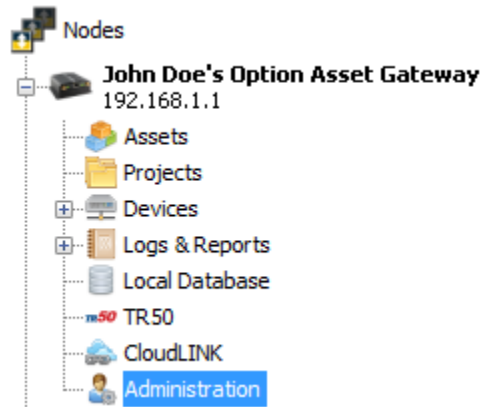 Nodes
John Doe's Option Asset Gateway
192.168.1.1
Assets
Projects
Devices
Logs & Reports
Local Database
TR50 TR50
CloudLINK
Administration